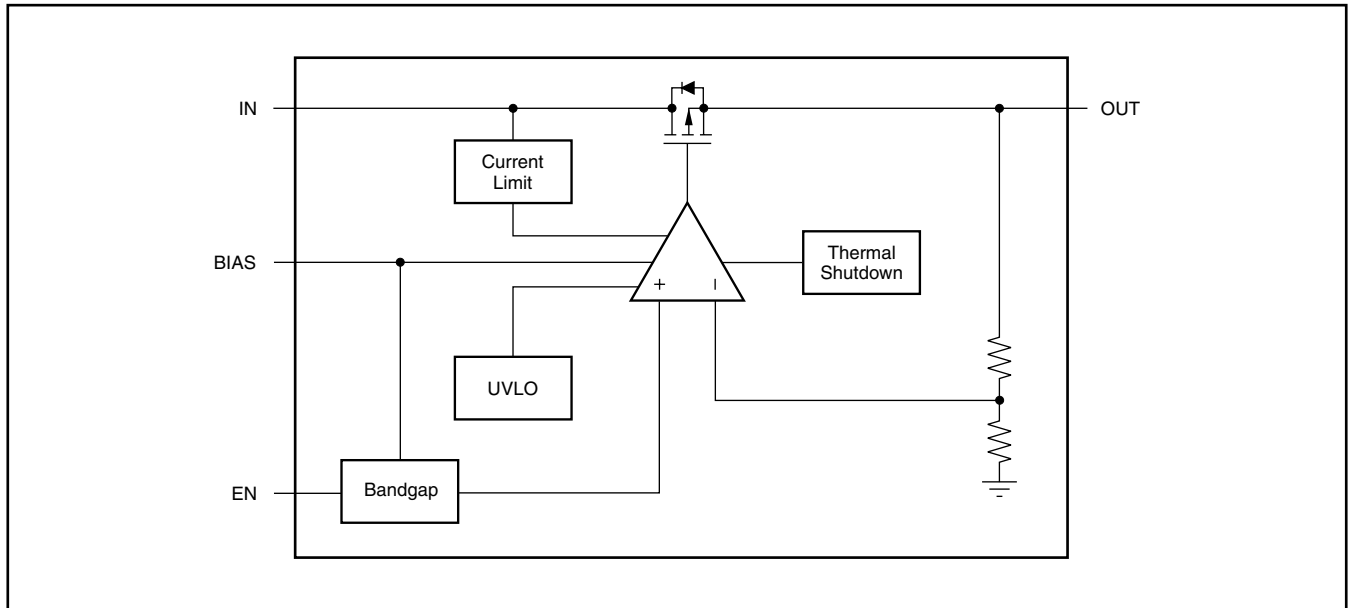 IN
OUT
Current
Limit
BIAS
Thermal
Shutdown
+
–
UVLO
EN
Bandgap